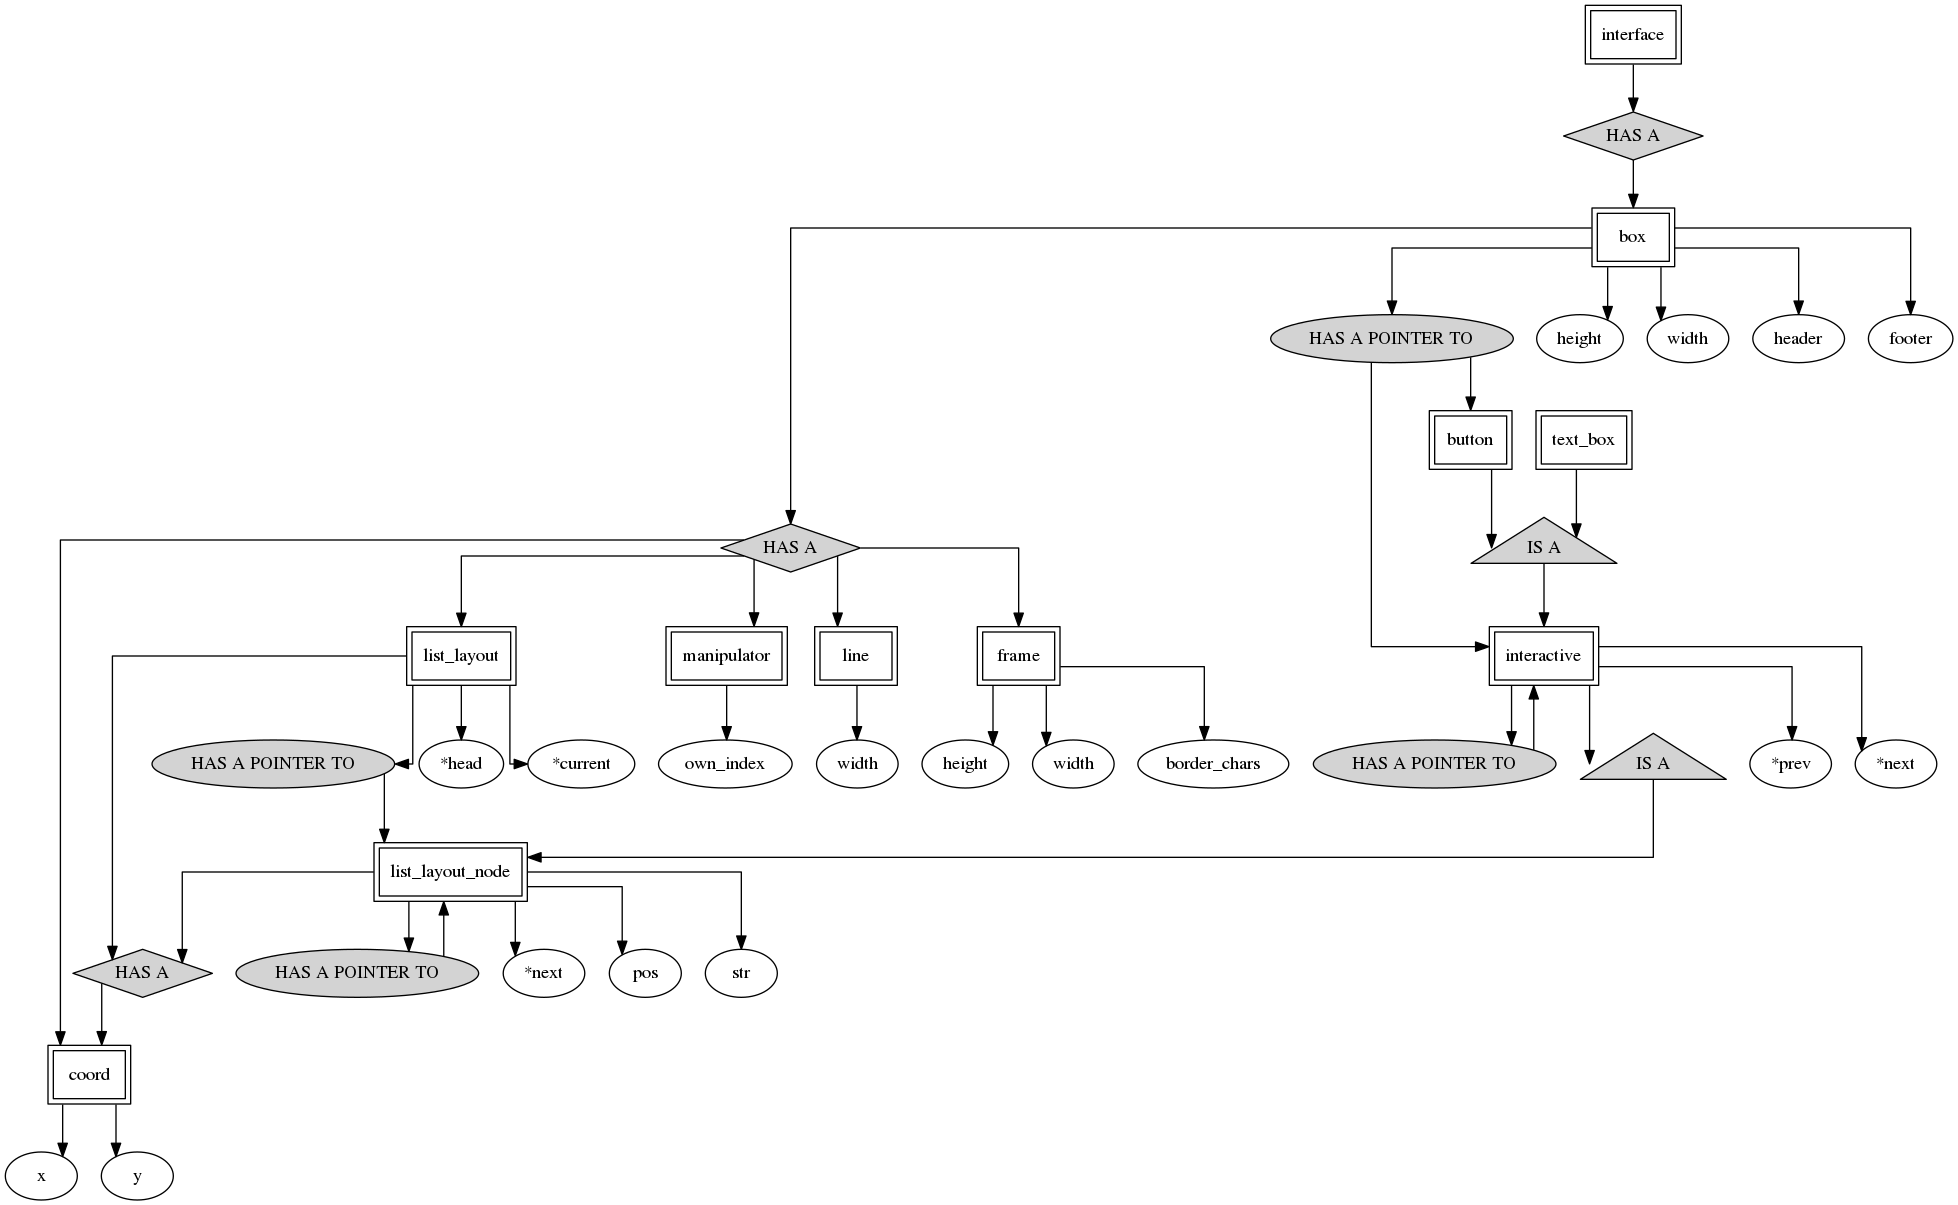 interface
HAS A
box
HAS A POINTER TO
height
width
header
footer
button
text_box
HAS A
IS A
list_layout
manipulator
line
frame
interactive
HAS A POINTER TO
*head
*current
own_index
width
height
width
border_chars
HAS A POINTER TO
IS A
*prev
*next
list_layout_node
HAS A
HAS A POINTER TO
*next
pos
str
coord
x
y